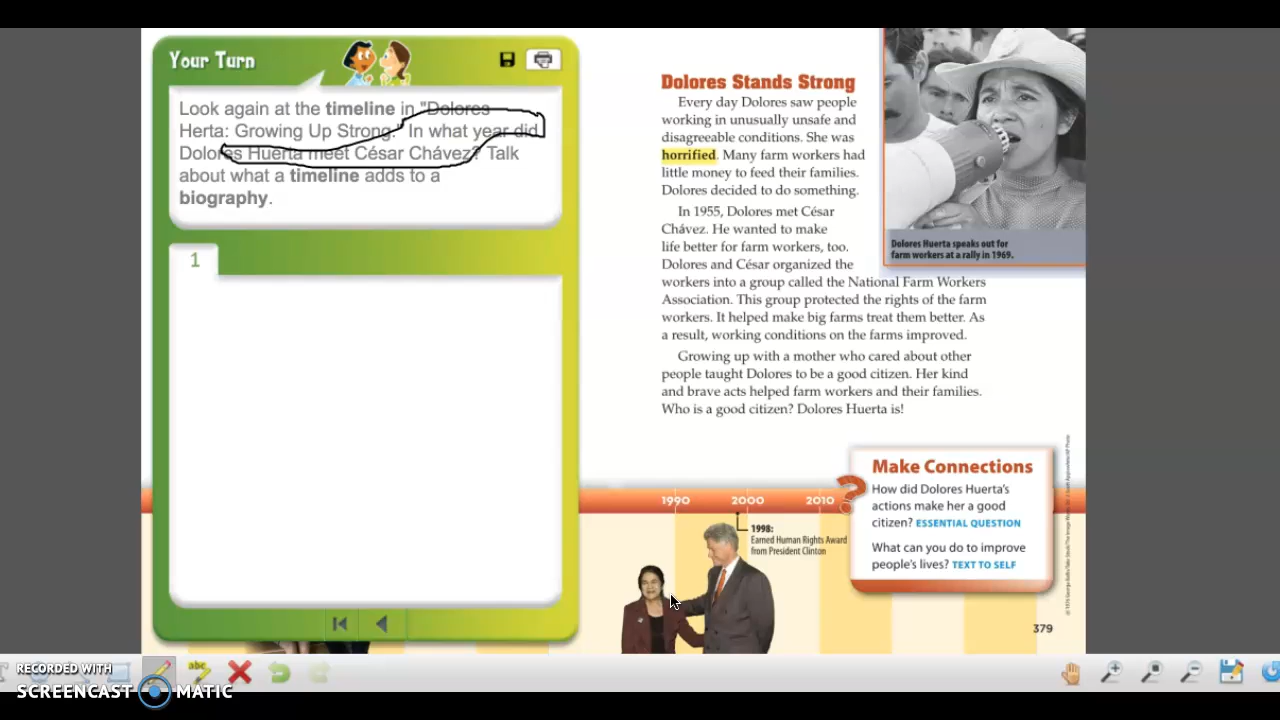 Your Turn
Look again at the timeline in "Dolores
Herta: Growing Up Strong." In what year did
Dolores Huerta meet César Chávez? Talk
about what a timeline adds to a
biography.
1
Dolores Stands Strong
Every day Dolores saw people
working in unusually unsafe and
disagreeable conditions. She was
horrified. Many farm workers had
little money to feed their families.
Dolores decided to do something.
In 1955, Dolores met César
Chávez. He wanted to make
life better for farm workers, too.
Dolores and César organized the
workers into a group called the National Farm Workers
Association. This group protected the rights of the farm
workers. It helped make big farms treat them better. As
a result, working conditions on the farms improved.
Growing up with a mother who cared about other
people taught Dolores to be a good citizen. Her kind
and brave acts helped farm workers and their families.
Who is a good citizen? Dolores Huerta is!
Dolores Huerta speaks out for
farm workers at a rally in 1969.
1990 2000 2010
1998:
Earned Human Rights Award
from President Clinton
?
Make Connections
How did Dolores Huerta's
actions make her a good
citizen? ESSENTIAL QUESTION
What can you do to improve
people's lives? TEXT TO SELF
379
abc
RECORDED WITH
SCREENCAST MATIC